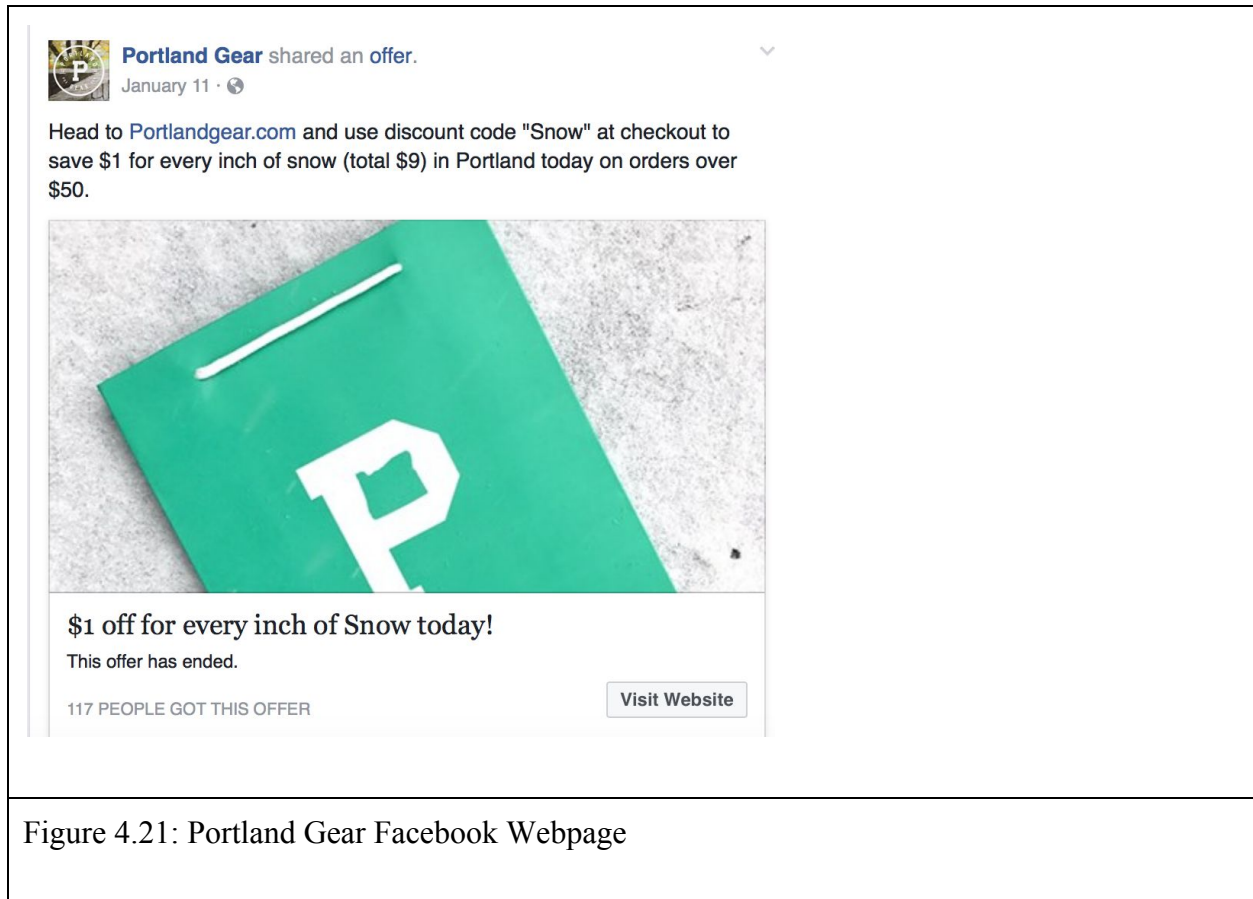 Portland Gear shared an offer.
January 11 ·
Head to Portlandgear.com and use discount code "Snow" at checkout to
save $1 for every inch of snow (total $9) in Portland today on orders over
$50.
P
$1 off for every inch of Snow today!
This offer has ended.
117 PEOPLE GOT THIS OFFER
Visit Website
Figure 4.21: Portland Gear Facebook Webpage